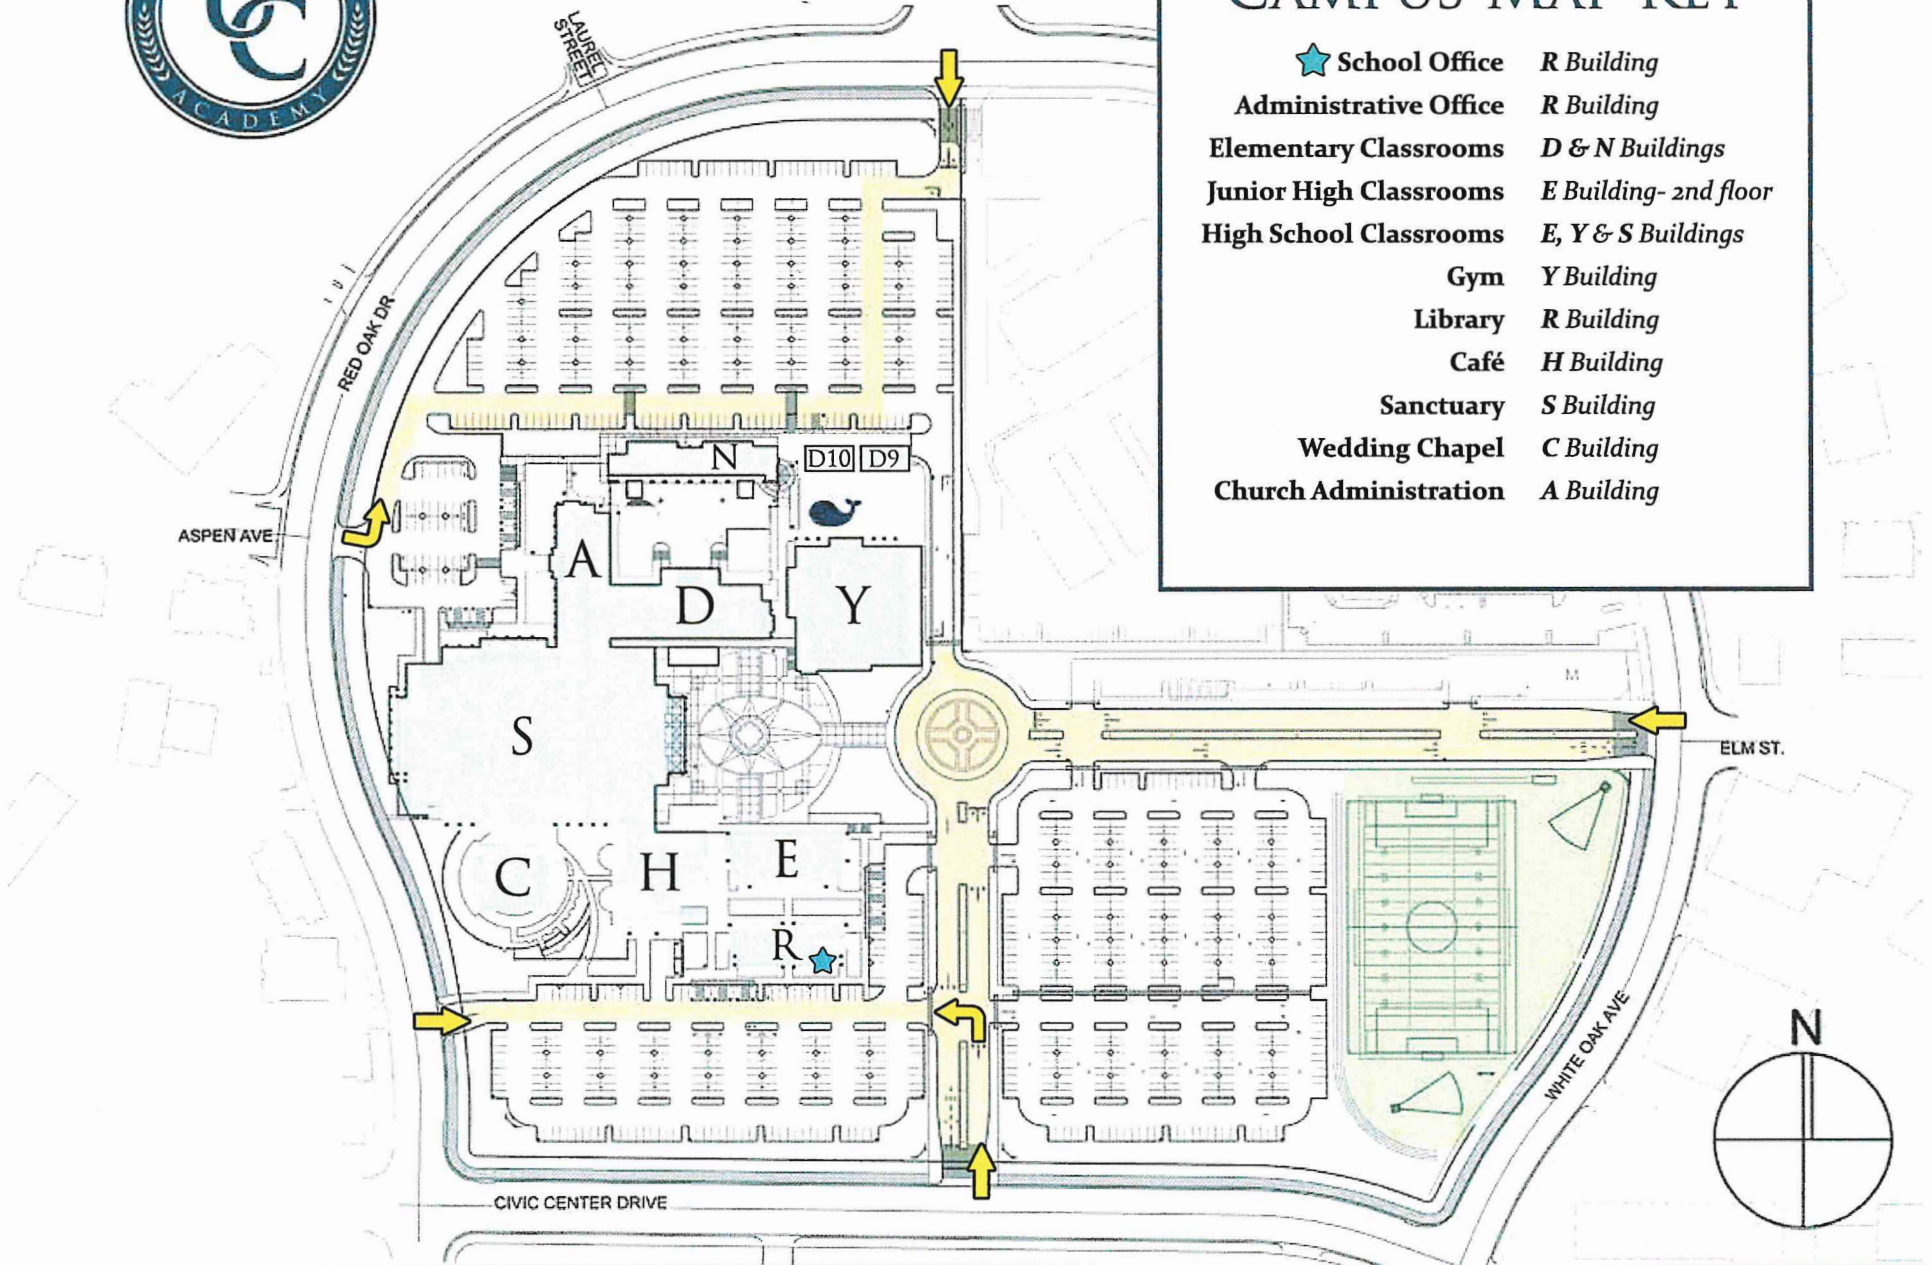 ACADEMY
CAMPUS MAP KEY
School Office R Building
Administrative Office R Building
Elementary Classrooms D & N Buildings
Junior High Classrooms E Building- 2nd floor
High School Classrooms E, Y & S Buildings
Gym Y Building
Library R Building
Café H Building
Sanctuary S Building
Wedding Chapel C Building
Church Administration A Building
LAUREL
STREET
RED OAK DR
ASPEN AVE
N
D10
D9
A
D
Y
S
M
ELM ST.
C
H
E
R
WHITE OAK AVE
N
CIVIC CENTER DRIVE